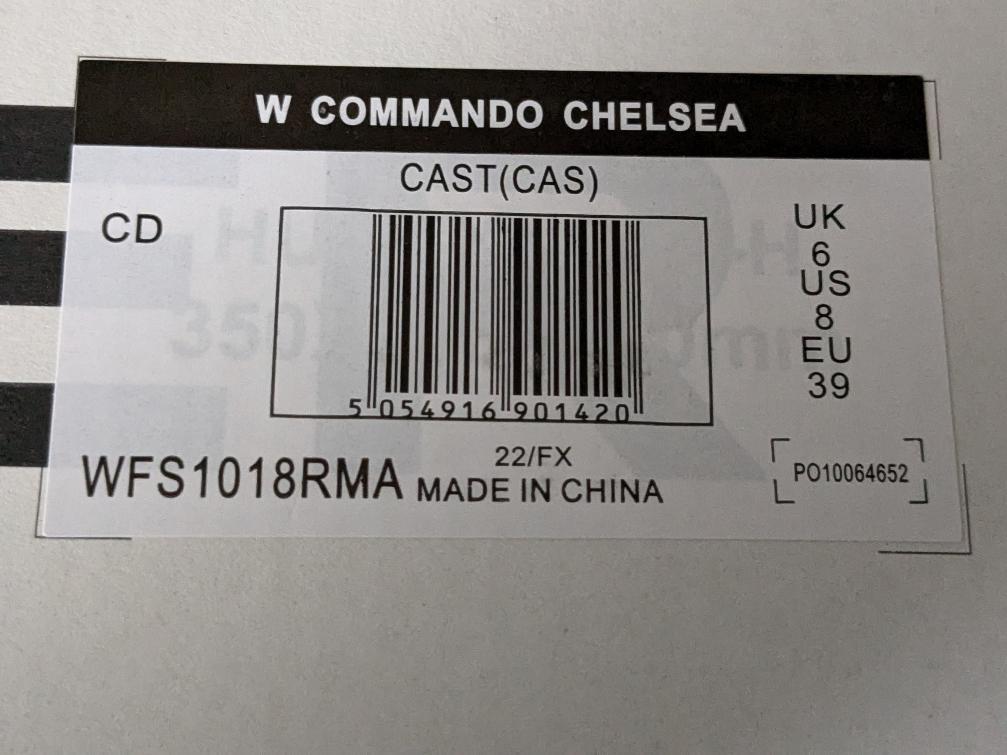 W COMMANDO CHELSEA
CAST(CAS)
CD
5 054916 901420
UK
6
US
8
EU
39
22/FX
WFS1018RMA MADE IN CHINA
PO10064652
350